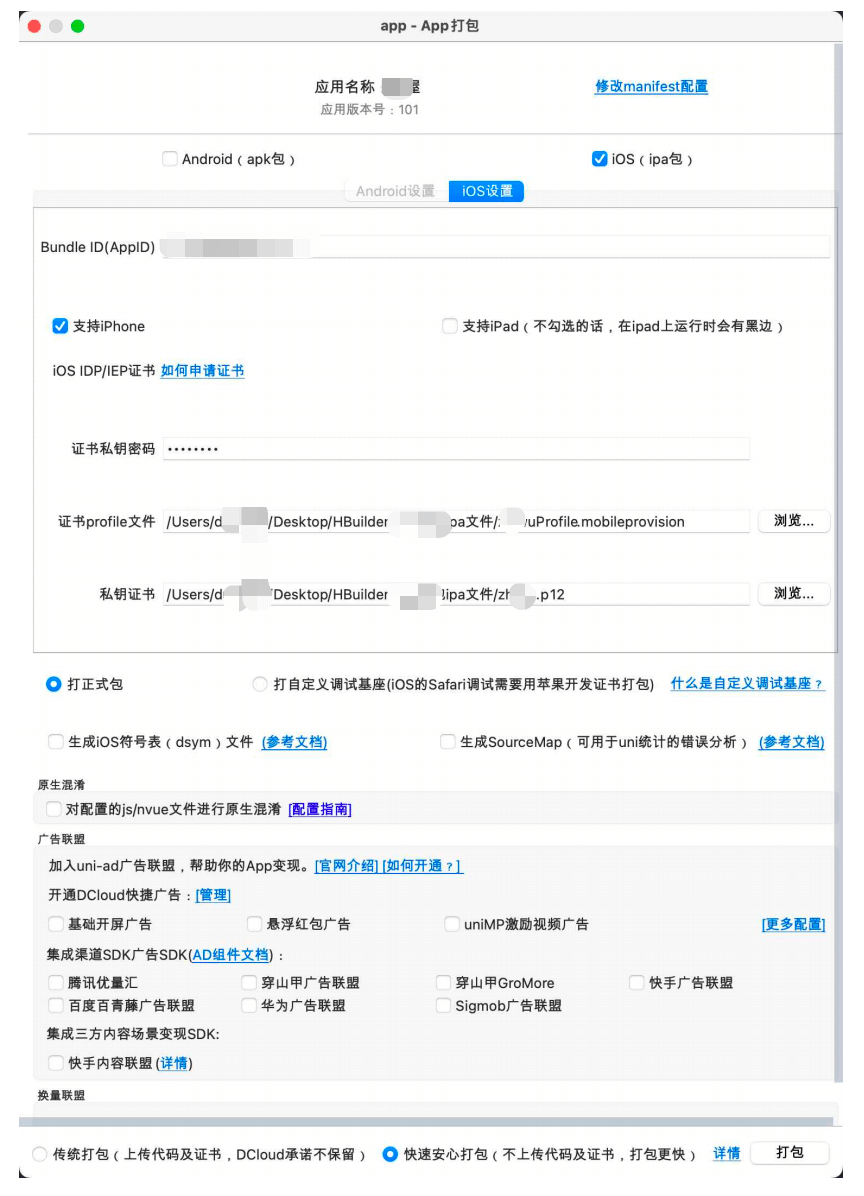 app - App打包
应用名称 屋
修改manifest配置
应用版本号：101
Android（apk包）
iOS（ipa包）
Android设置 iOS设置
Bundle ID(AppID)
支持iPhone
支持iPad（不勾选的话，在ipad上运行时会有黑边）
iOS IDP/IEP证书 如何申请证书
证书私钥密码 ••••••••
证书profile文件 /Users/d /Desktop/HBuilder pa文件/z uProfile.mobileprovision 浏览...
私钥证书 /Users/d /Desktop/HBuilder ipa文件/zh .p12 浏览...
打正式包
打自定义调试基座(iOS的Safari调试需要用苹果开发证书打包) 什么是自定义调试基座？
生成iOS符号表（dsym）文件 (参考文档)
生成SourceMap（可用于uni统计的错误分析） (参考文档)
原生混淆
对配置的js/nvue文件进行原生混淆 [配置指南]
广告联盟
加入uni-ad广告联盟，帮助你的App变现。[官网介绍] [如何开通？]
开通DCloud快捷广告：[管理]
基础开屏广告 悬浮红包广告 uniMP激励视频广告 [更多配置]
集成渠道SDK广告SDK(AD组件文档)：
腾讯优量汇 穿山甲广告联盟 穿山甲GroMore 快手广告联盟
百度百青藤广告联盟 华为广告联盟 Sigmob广告联盟
集成三方内容场景变现SDK:
快手内容联盟 (详情)
换量联盟
传统打包（上传代码及证书，DCloud承诺不保留） 快速安心打包（不上传代码及证书，打包更快） 详情 打包